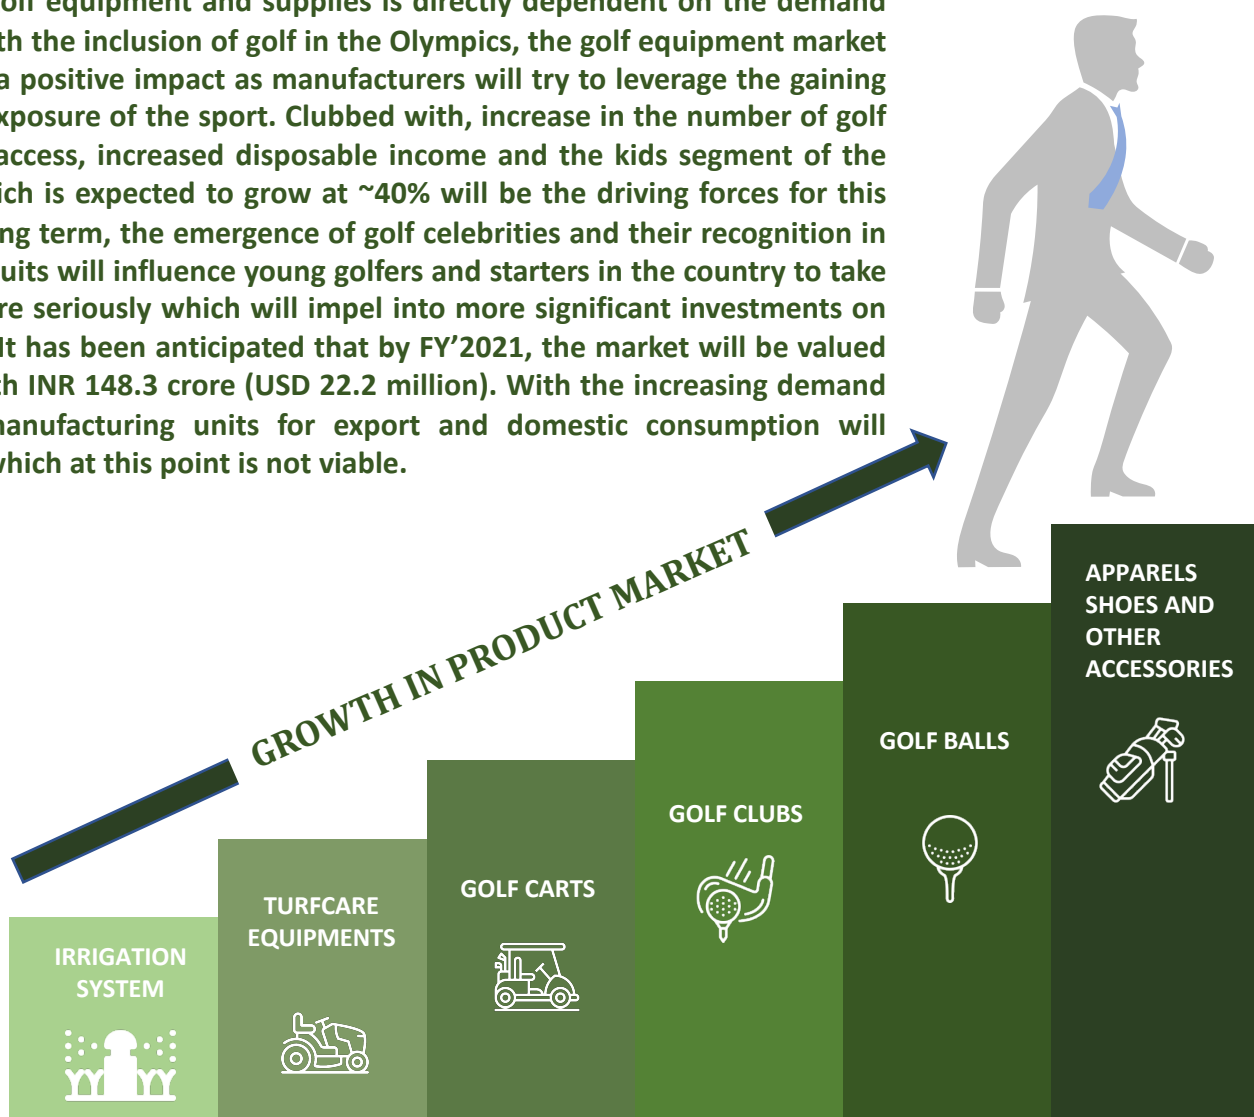 equipment and supplies is directly dependent on the demand
the inclusion of golf in the Olympics, the golf equipment market
a positive impact as manufacturers will try to leverage the gaining
exposure of the sport. Clubbed with, increase in the number of golf
access, increased disposable income and the kids segment of the
is expected to grow at ~40% will be the driving forces for this
term, the emergence of golf celebrities and their recognition in
will influence young golfers and starters in the country to take
seriously which will impel into more significant investments on
It has been anticipated that by FY’2021, the market will be valued
INR 148.3 crore (USD 22.2 million). With the increasing demand
manufacturing units for export and domestic consumption will
which at this point is not viable.
GROWTH IN PRODUCT MARKET
APPARELS
SHOES AND
OTHER
ACCESSORIES
GOLF BALLS
GOLF CLUBS
GOLF CARTS
TURFCARE
EQUIPMENTS
IRRIGATION
SYSTEM